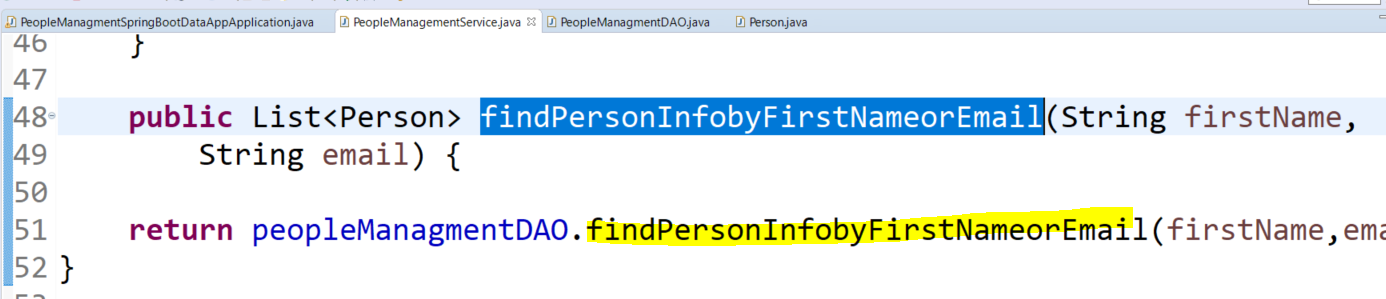 PeopleManagmentSpringBootDataAppApplication.java PeopleManagementService.java PeopleManagmentDAO.java Person.java
46 }
47
48 public List<Person> findPersonInfobyFirstNameorEmail(String firstName,
49 String email) {
50
51 return peopleManagmentDAO.findPersonInfobyFirstNameorEmail(firstName,ema
52 }